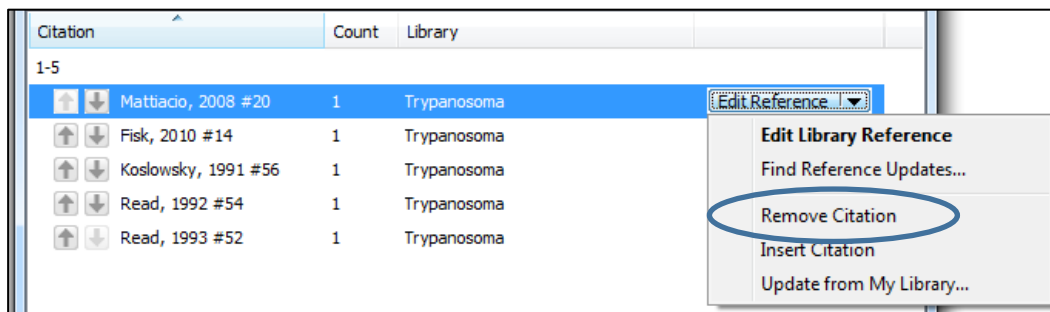 Citation Count Library
1-5
Mattiacio, 2008 #20 1 Trypanosoma Edit Reference
Fisk, 2010 #14 1 Trypanosoma
Koslowsky, 1991 #56 1 Trypanosoma
Read, 1992 #54 1 Trypanosoma
Read, 1993 #52 1 Trypanosoma
Edit Library Reference
Find Reference Updates...
Remove Citation
Insert Citation
Update from My Library...